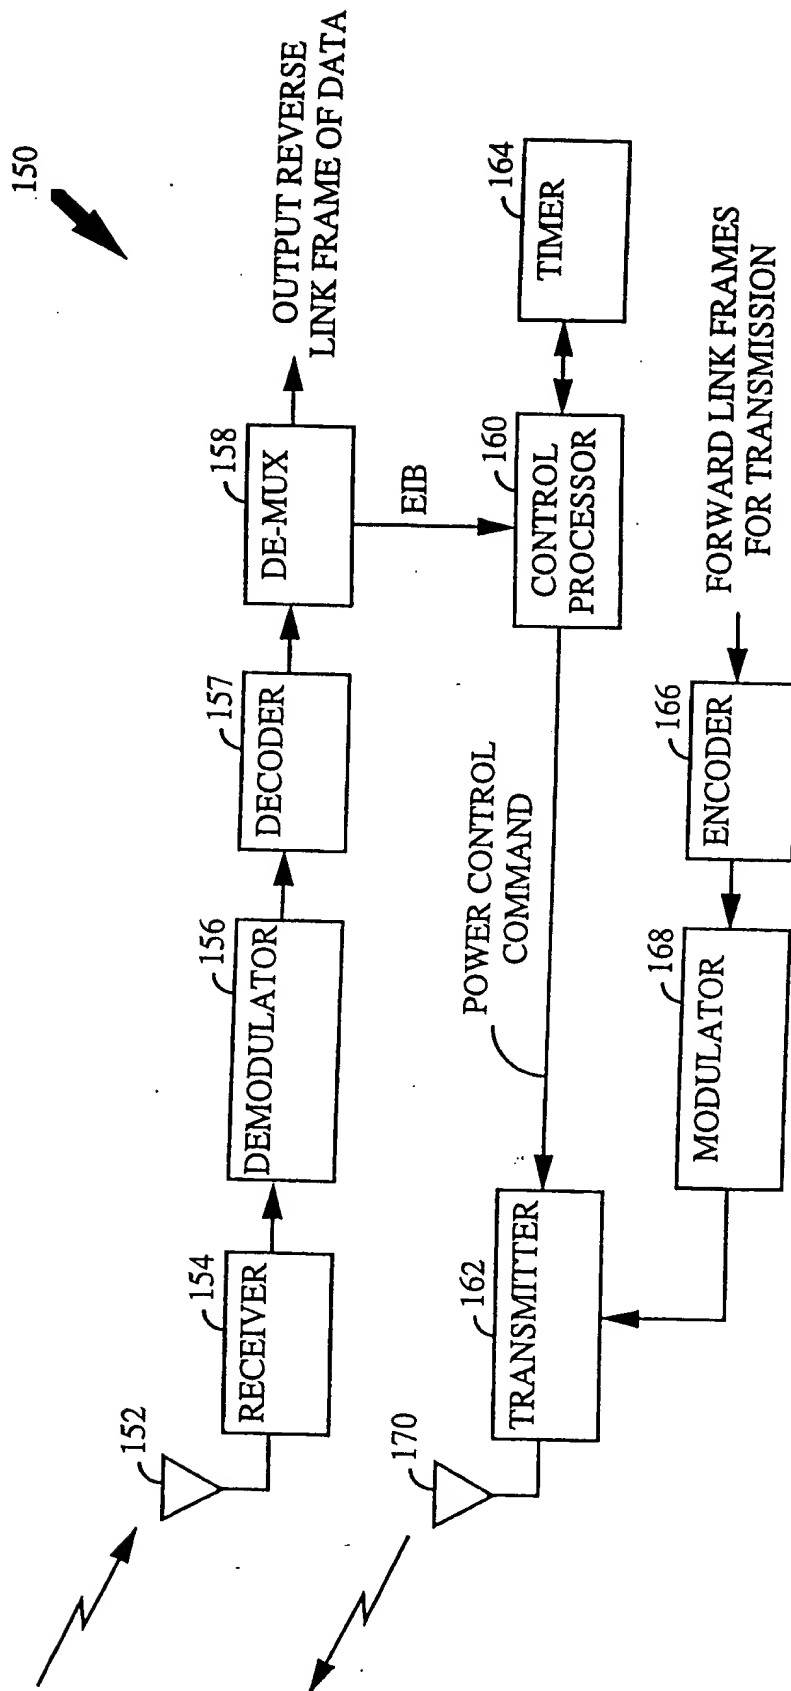 150
152
154
RECEIVER
156
DEMODULATOR
157
DECODER
158
DE-MUX
OUTPUT REVERSE
LINK FRAME OF DATA
EIB
170
162
TRANSMITTER
POWER CONTROL
COMMAND
160
CONTROL
PROCESSOR
164
TIMER
168
MODULATOR
166
ENCODER
FORWARD LINK FRAMES
FOR TRANSMISSION